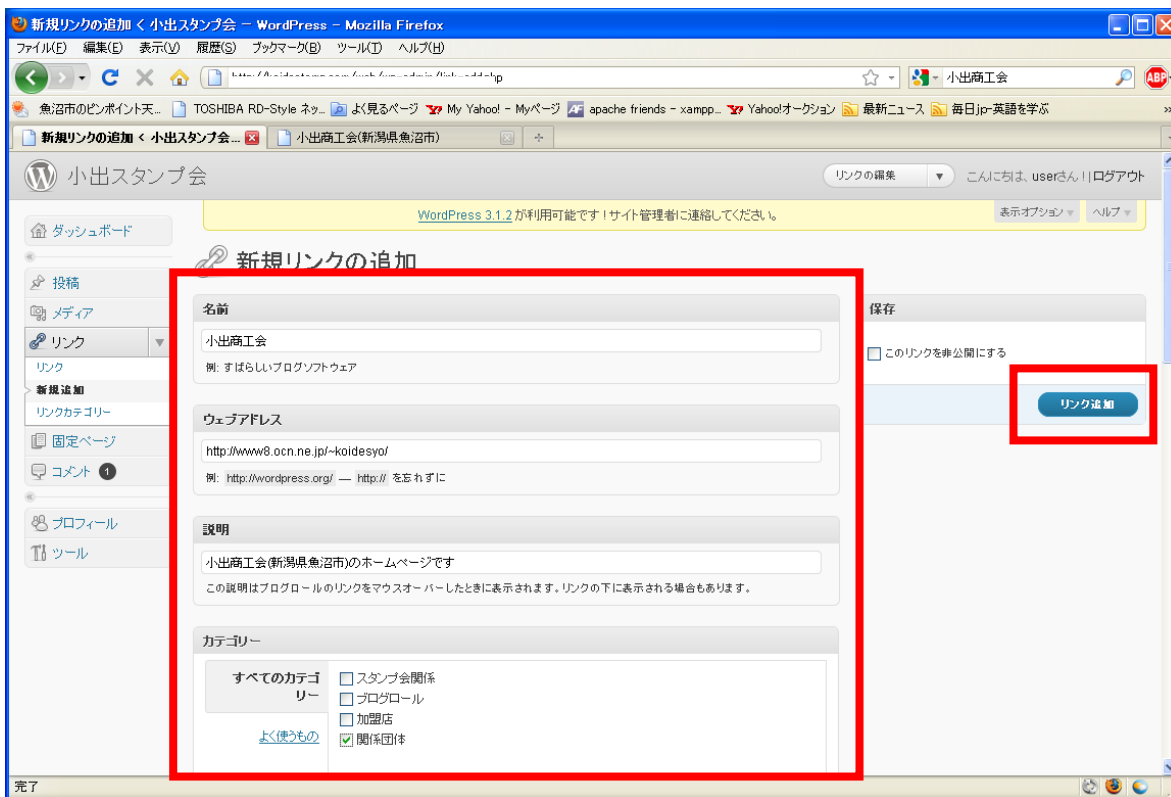 新規リンクの追加 < 小出スタンプ会 — WordPress - Mozilla Firefox
ファイル(F) 編集(E) 表示(V) 履歴(S) ブックマーク(B) ツール(T) ヘルプ(H)
小出商工会
ABP
魚沼市のピンポイント天... TOSHIBA RD-Style ネッ... よく見るページ My Yahoo! - Myページ apache friends - xampp... Yahoo!オークション 最新ニュース 毎日jp-英語を学ぶ »
新規リンクの追加 < 小出スタンプ会... 小出商工会(新潟県魚沼市)
小出スタンプ会
リンクの編集 こんにちは、userさん ! | ログアウト
WordPress 3.1.2 が利用可能です ! サイト管理者に連絡してください。
表示オプション ヘルプ
ダッシュボード
投稿
メディア
リンク
リンク
新規追加
リンクカテゴリー
固定ページ
コメント 1
プロフィール
ツール
新規リンクの追加
名前
小出商工会
例: すばらしいブログソフトウェア
ウェブアドレス
http://www8.ocn.ne.jp/~koidesyo/
例: http://wordpress.org/ — http:// を忘れずに
説明
小出商工会(新潟県魚沼市)のホームページです
この説明はブログロールのリンクをマウスオーバーしたときに表示されます。リンクの下に表示される場合もあります。
カテゴリー
すべてのカテゴ
リー
よく使うもの
スタンプ会関係
ブログロール
加盟店
関係団体
保存
このリンクを非公開にする
リンク追加
完了